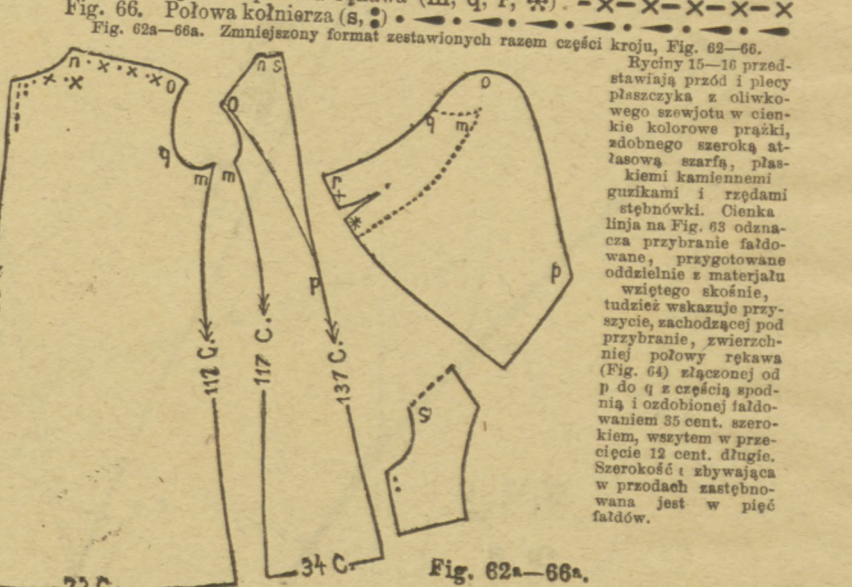 Fig. 66. Połowa kołnierza (s, :)
Fig. 62a—66a. Zmniejszony format zestawionych razem części kroju, Fig. 62—66.
Ryciny 15—16 przed-
stawiają przód i plecy
płaszczyka z oliwko-
wego szewjotu w cien-
kie kolorowe prążki,
zdobnego szeroką at-
łasową szarfą, płas-
kiemi kamiennemi
guzikami i rzędami
stębnówki. Cienka
linja na Fig. 63 odzna-
cza przybranie fałdo-
wane, przygotowane
oddzielnie z materjału
wziętego skośnie,
tudzież wskazuje przy-
szycie, zachodzącej pod
przybranie, zwierzch-
niej połowy rękawa
(Fig. 64) złączonej od
p do q z częścią spod-
nią i ozdobionej fałdo-
waniem 35 cent. szero-
kiem, wszytem w prze-
cięcie 12 cent. długie.
Szerokość zbywająca
w przodach zastębno-
wana jest w pięć
fałdów.
n
o
q
m
112 C.
n s
o
m
p
117 C.
137 C.
34 C.
o
q m
r
p
s
Fig. 62a—66a.